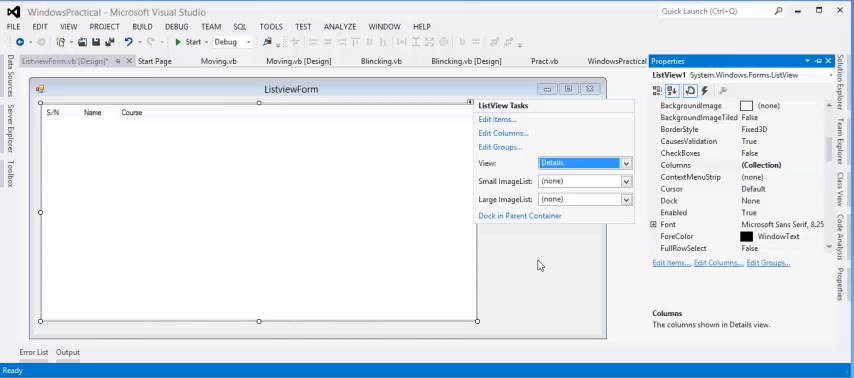 WindowsPractical - Microsoft Visual Studio
Quick Launch (Ctrl+Q)
FILE EDIT VIEW PROJECT BUILD DEBUG TEAM SQL TOOLS TEST ANALYZE WINDOW HELP
Start Debug
ListviewForm.vb [Design]* Start Page Moving.vb Moving.vb [Design] Blincking.vb Blincking.vb [Design] Pract.vb WindowsPractical
Data Sources
Server Explorer
Toolbox
ListviewForm
S/N Name Course
ListView Tasks
Edit Items...
Edit Columns...
Edit Groups...
View: Details
Small ImageList: (none)
Large ImageList: (none)
Dock in Parent Container
Properties
ListView1 System.Windows.Forms.ListView
BackgroundImage (none)
BackgroundImageTiled False
BorderStyle Fixed3D
CausesValidation True
CheckBoxes False
Columns (Collection)
ContextMenuStrip (none)
Cursor Default
Dock None
Enabled True
Font Microsoft Sans Serif, 8.25
ForeColor WindowText
FullRowSelect False
Edit Items... Edit Columns... Edit Groups...
Columns
The columns shown in Details view.
Solution Explorer
Team Explorer
Class View
Code Analysis
Properties
Error List Output
Ready